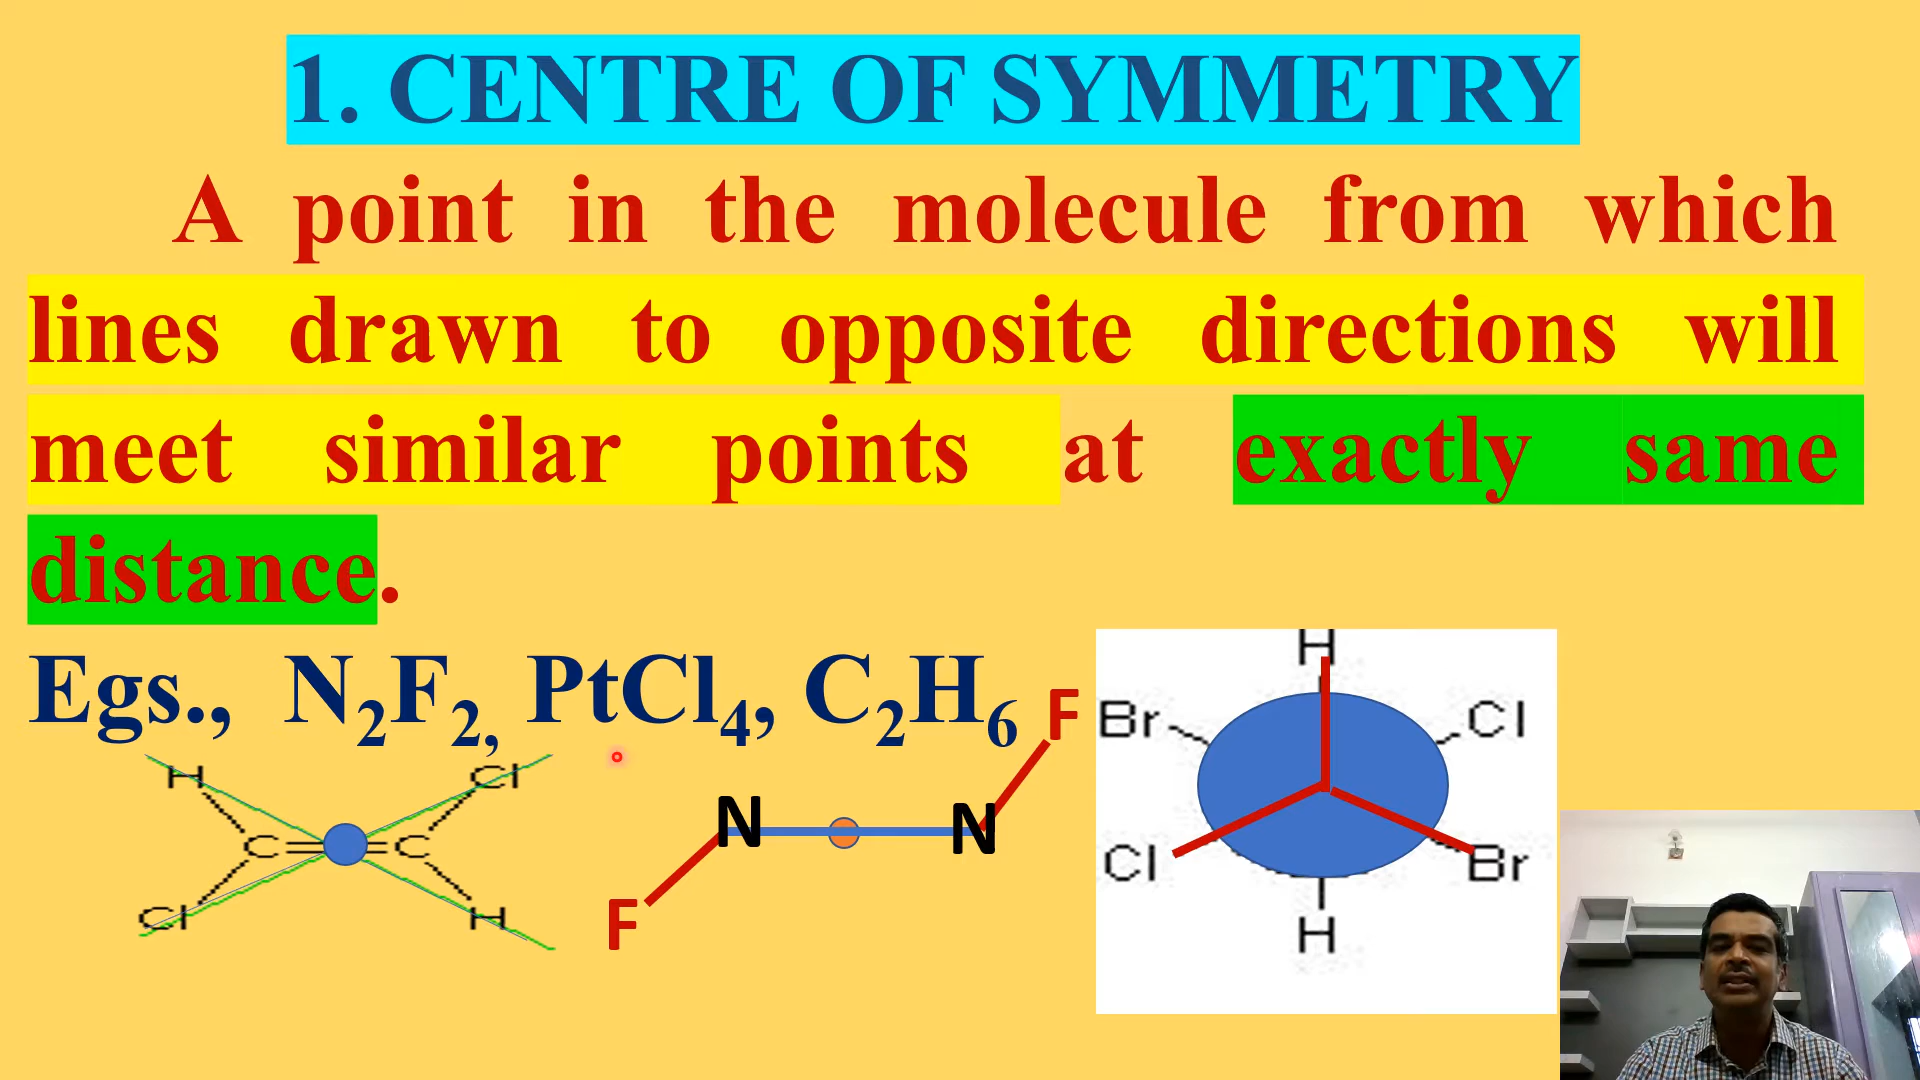 1. CENTRE OF SYMMETRY
A point in the molecule from which
lines drawn to opposite directions will
meet similar points at exactly same
distance.
Egs., N₂F₂, PtCl₄, C₂H₆
H Cl
C = = C
Cl H
F
N N
F
H
Br Cl
Cl Br
H